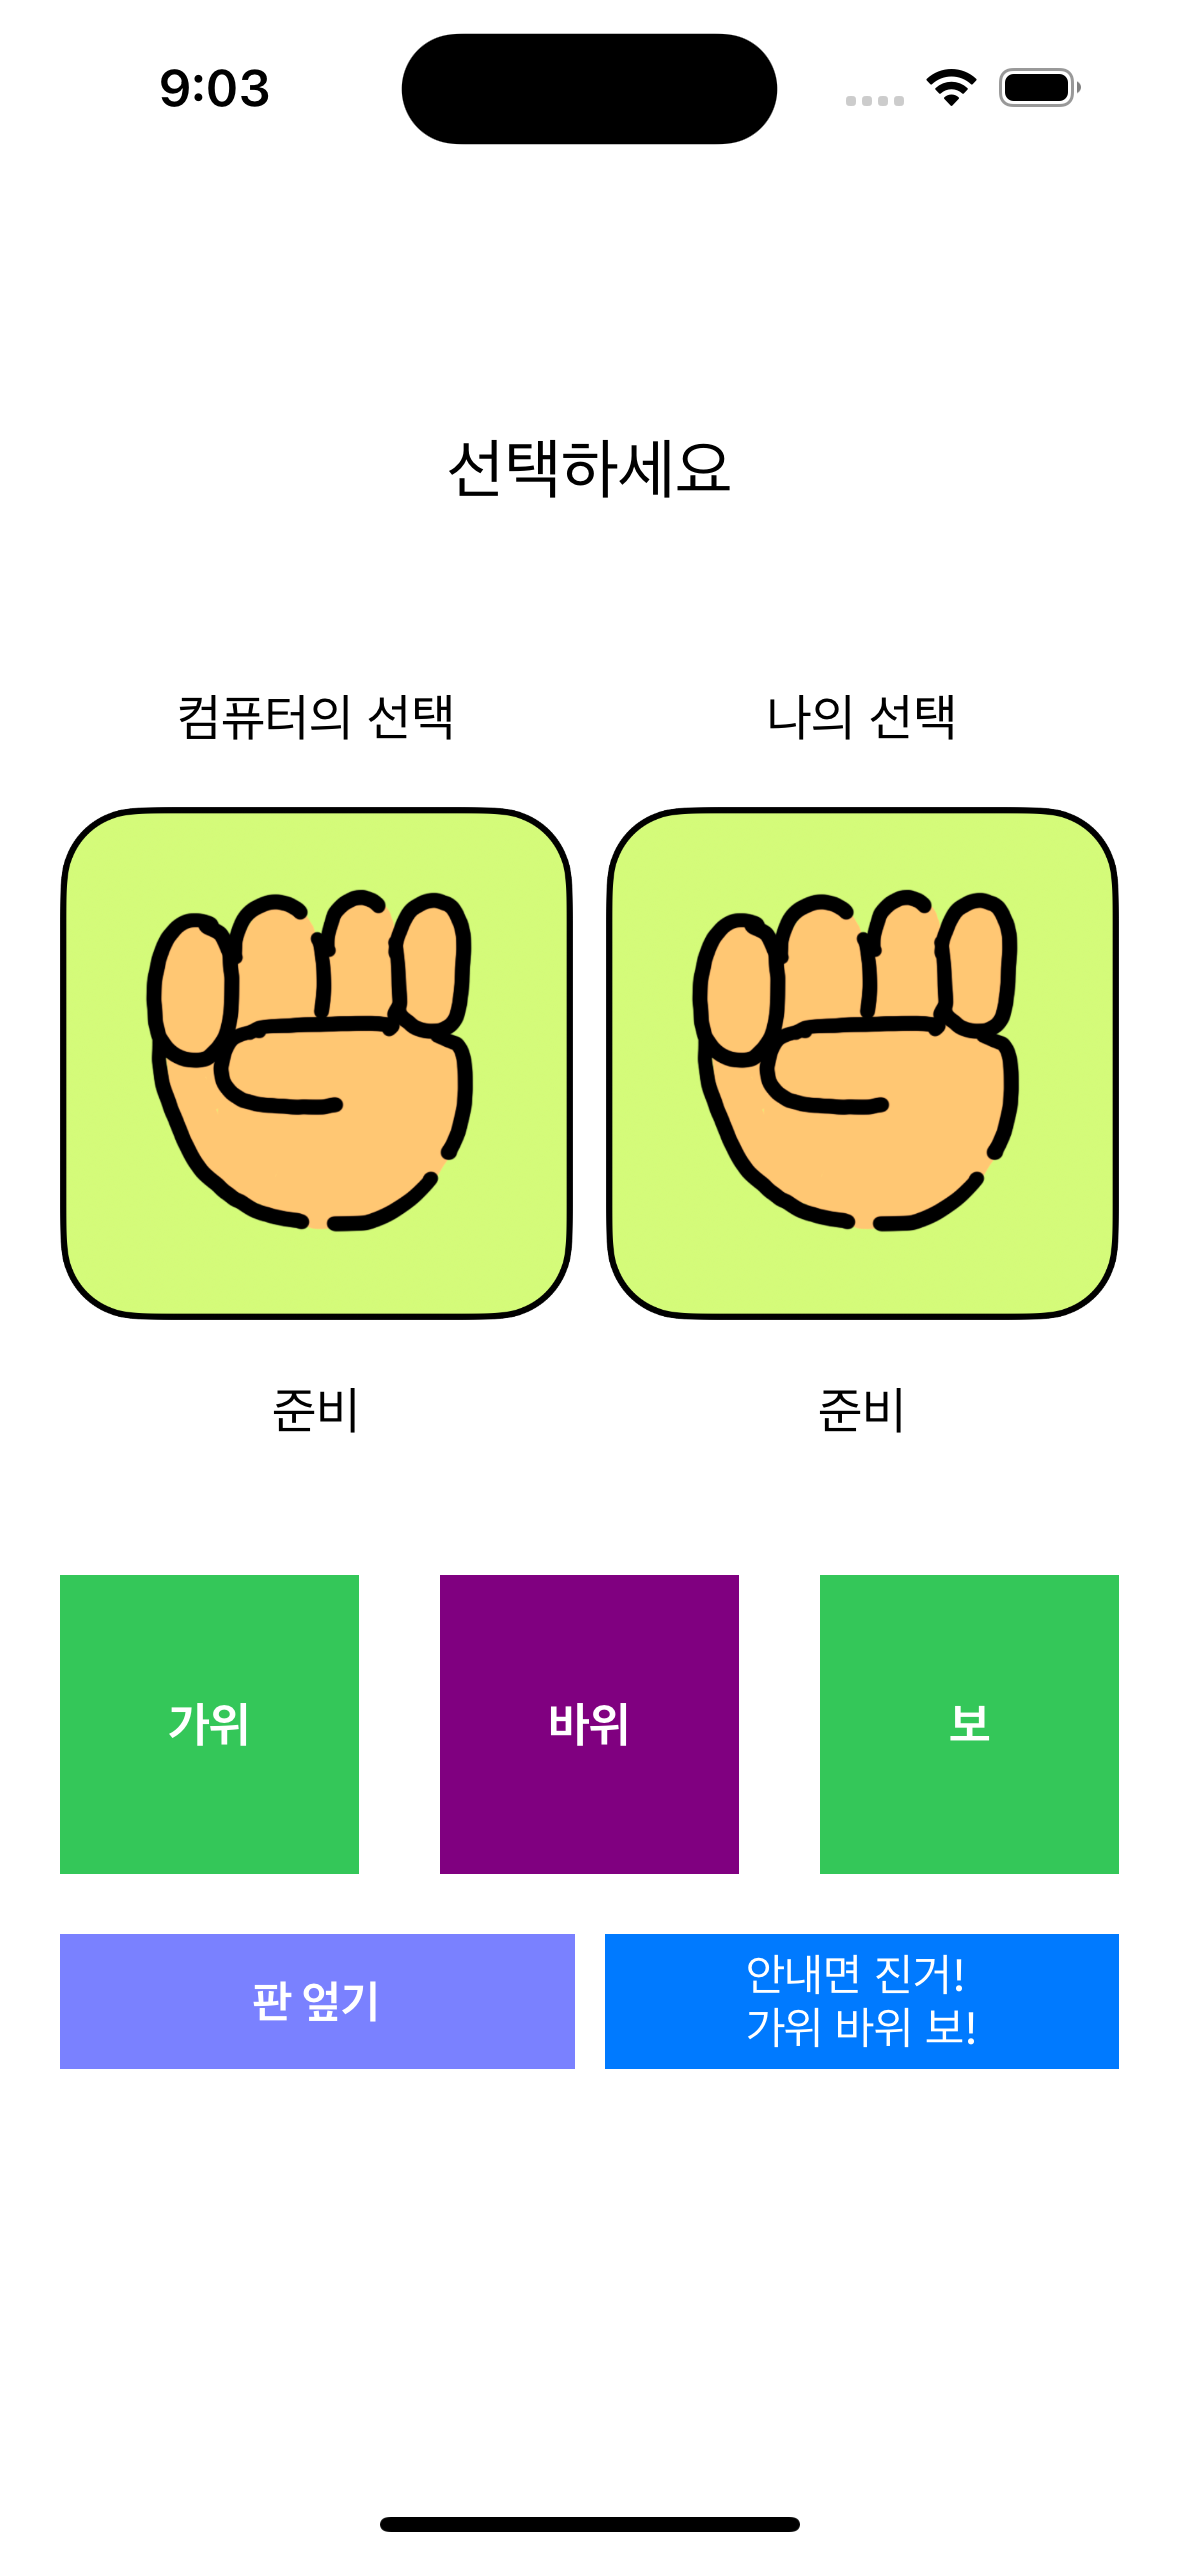 9:03
선택하세요
컴퓨터의 선택
나의 선택
준비
준비
가위
바위
보
판 엎기
안내면 진거!
가위 바위 보!